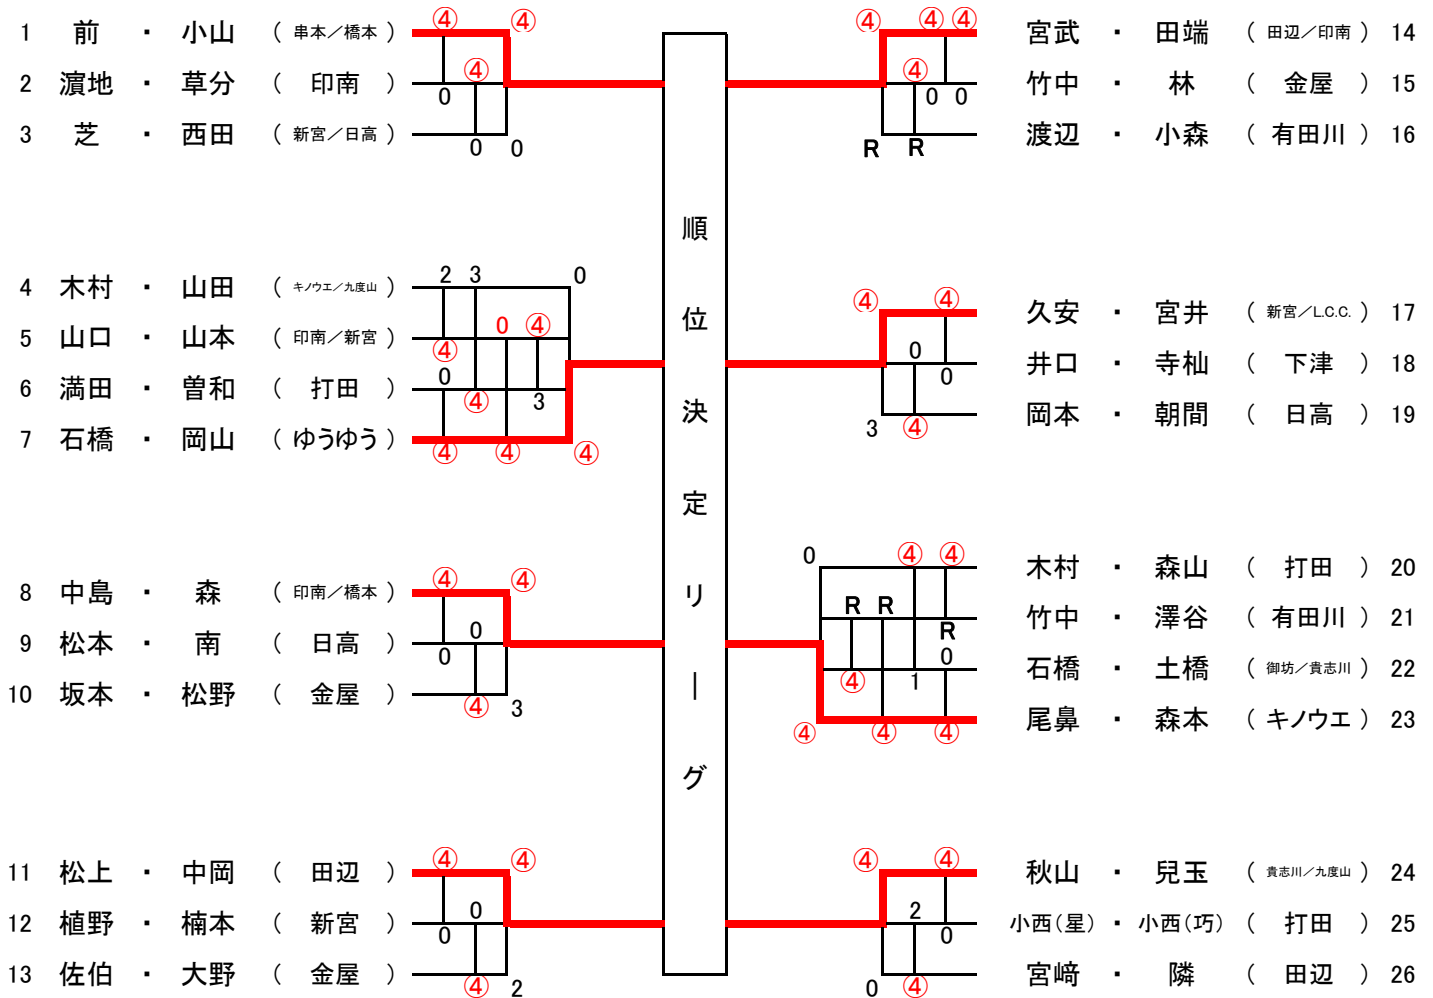 ④ ④
1 前 ・ 小山 （ 串本／橋本 ）
④
2 濵地 ・ 草分 （ 印南 ）
0
3 芝 ・ 西田 （ 新宮／日高 ）
0 0
2 3 0
4 木村 ・ 山田 （ キノウエ／九度山 ）
0 ④
5 山口 ・ 山本 （ 印南／新宮 ）
④
0
6 満田 ・ 曽和 （ 打田 ）
④ 3
7 石橋 ・ 岡山 （ ゆうゆう ）
④ ④ ④
④ ④
8 中島 ・ 森 （ 印南／橋本 ）
0
9 松本 ・ 南 （ 日高 ）
0
10 坂本 ・ 松野 （ 金屋 ）
④ 3
④ ④
11 松上 ・ 中岡 （ 田辺 ）
0
12 植野 ・ 楠本 （ 新宮 ）
0
13 佐伯 ・ 大野 （ 金屋 ）
④ 2
順位決定リーグ
④ ④ ④
宮武 ・ 田端 （ 田辺／印南 ） 14
④
竹中 ・ 林 （ 金屋 ） 15
0 0
渡辺 ・ 小森 （ 有田川 ） 16
R R
④ ④
久安 ・ 宮井 （ 新宮／L.C.C. ） 17
0
井口 ・ 寺杣 （ 下津 ） 18
0
岡本 ・ 朝間 （ 日高 ） 19
3 ④
0 ④ ④
木村 ・ 森山 （ 打田 ） 20
R R
竹中 ・ 澤谷 （ 有田川 ） 21
R
0
石橋 ・ 土橋 （ 御坊／貴志川 ） 22
④ 1
尾鼻 ・ 森本 （ キノウエ ） 23
④ ④ ④
④ ④
秋山 ・ 兒玉 （ 貴志川／九度山 ） 24
2
小西（星） ・ 小西（巧） （ 打田 ） 25
0
宮﨑 ・ 隣 （ 田辺 ） 26
0 ④